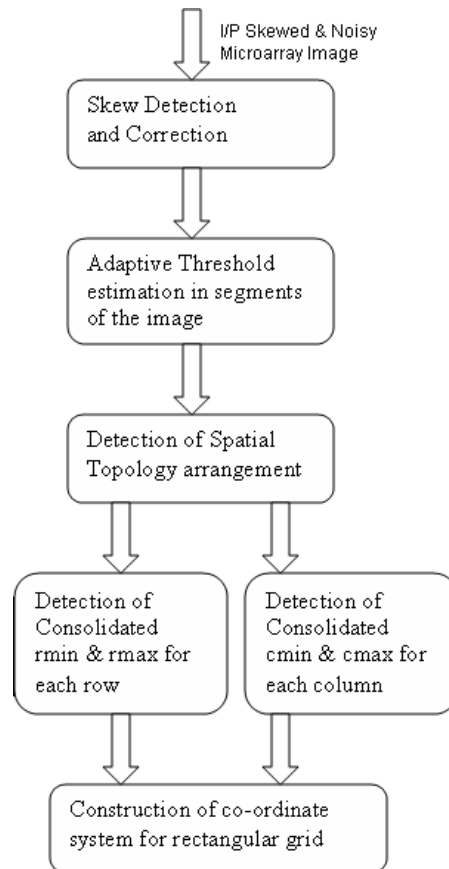 I/P Skewed & Noisy
Microarray Image
Skew Detection
and Correction
Adaptive Threshold
estimation in segments
of the image
Detection of Spatial
Topology arrangement
Detection of
Consolidated
rmin & rmax for
each row
Detection of
Consolidated
cmin & cmax for
each column
Construction of co-ordinate
system for rectangular grid